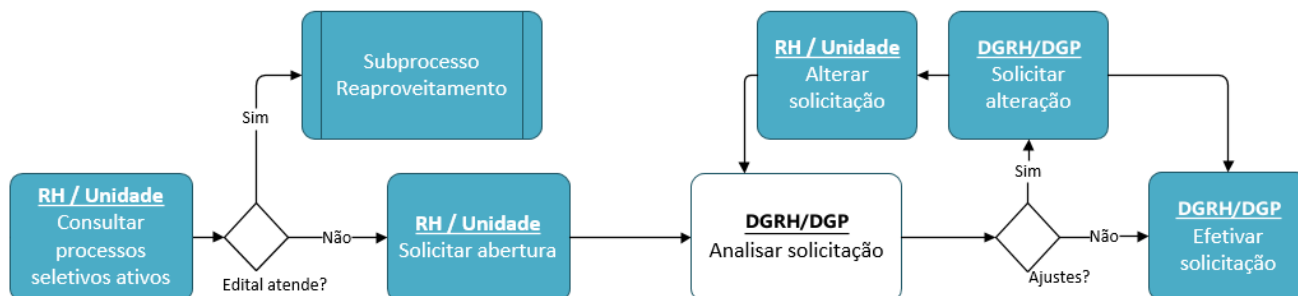 Subprocesso
Reaproveitamento
RH / Unidade
Alterar
solicitação
DGRH/DGP
Solicitar
alteração
Sim
Sim
RH / Unidade
Consultar
processos
seletivos ativos
Edital atende?
Não
RH / Unidade
Solicitar abertura
DGRH/DGP
Analisar solicitação
Ajustes?
Não
DGRH/DGP
Efetivar
solicitação